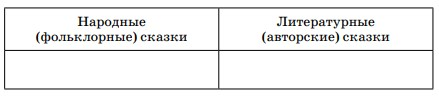 Народные
(фольклорные) сказки
Литературные
(авторские) сказки